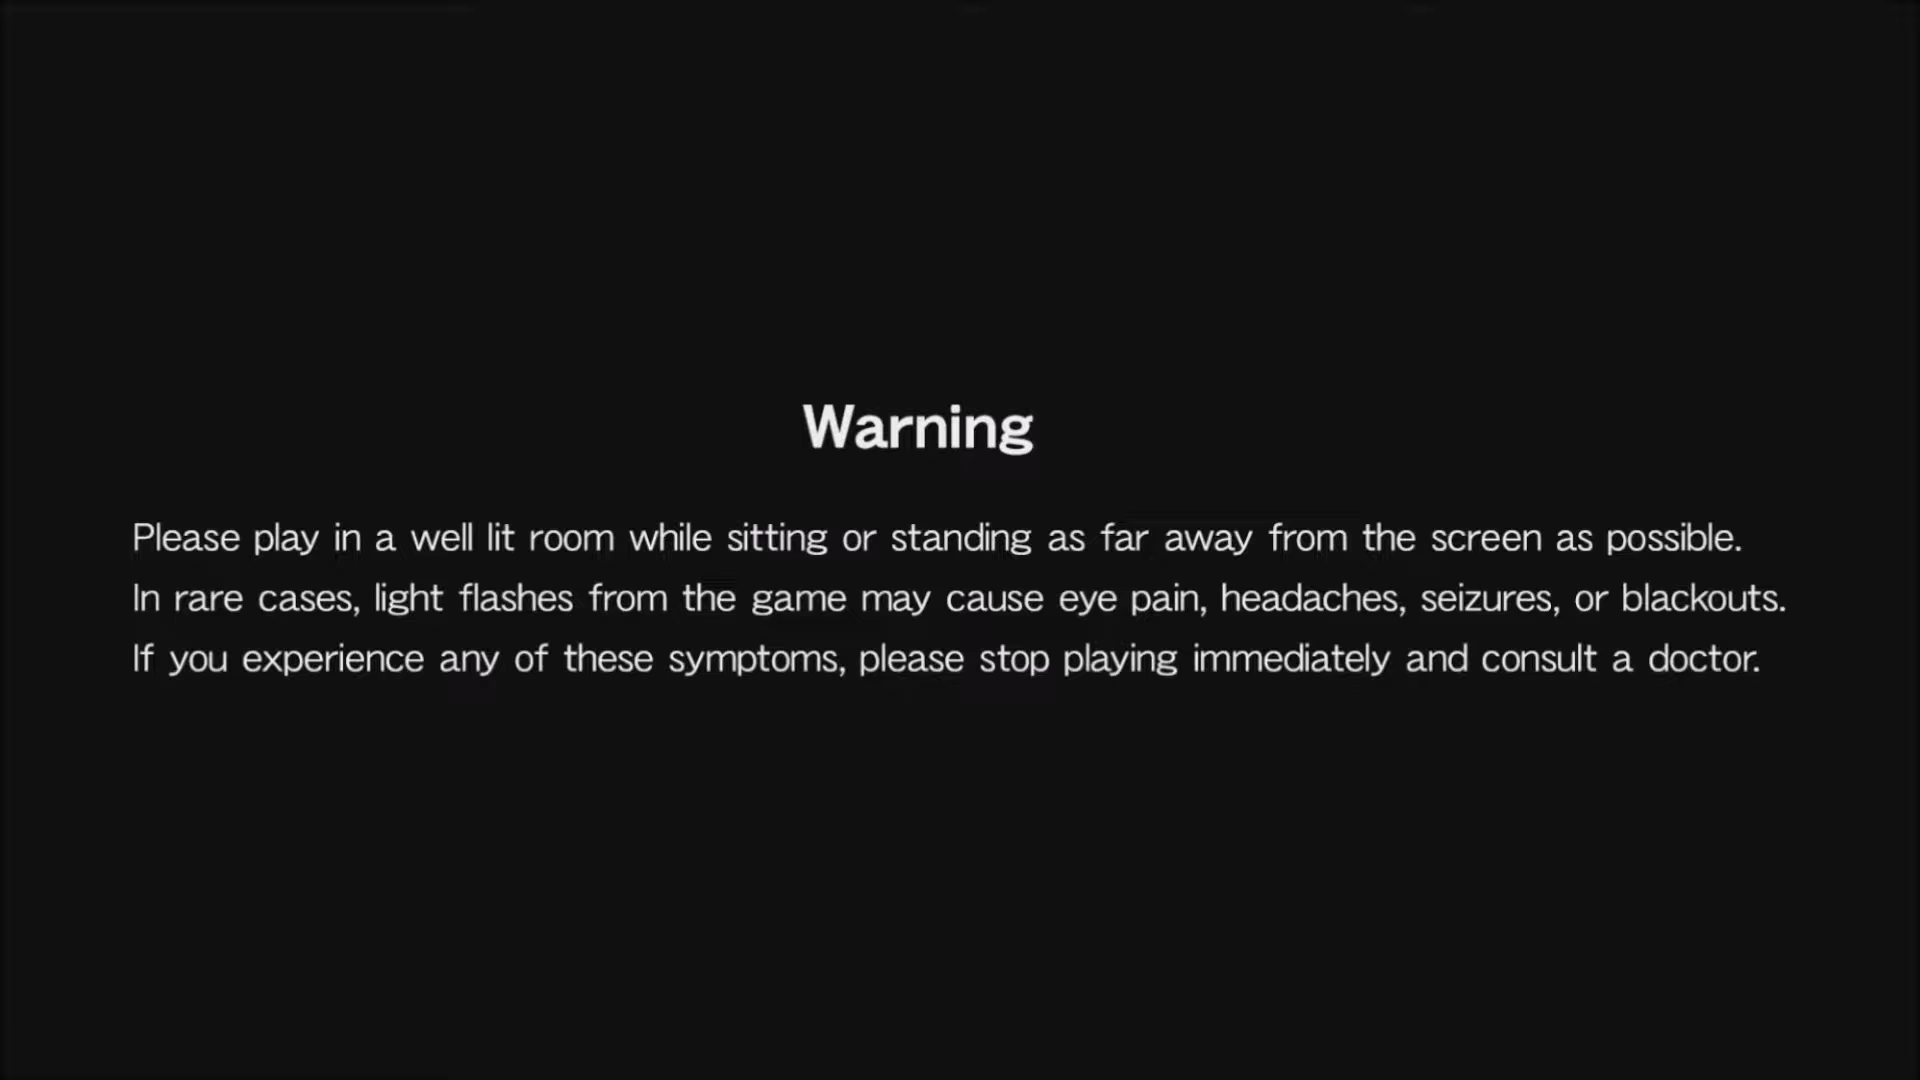 Warning
Please play in a well lit room while sitting or standing as far away from the screen as possible.
In rare cases, light flashes from the game may cause eye pain, headaches, seizures, or blackouts.
If you experience any of these symptoms, please stop playing immediately and consult a doctor.